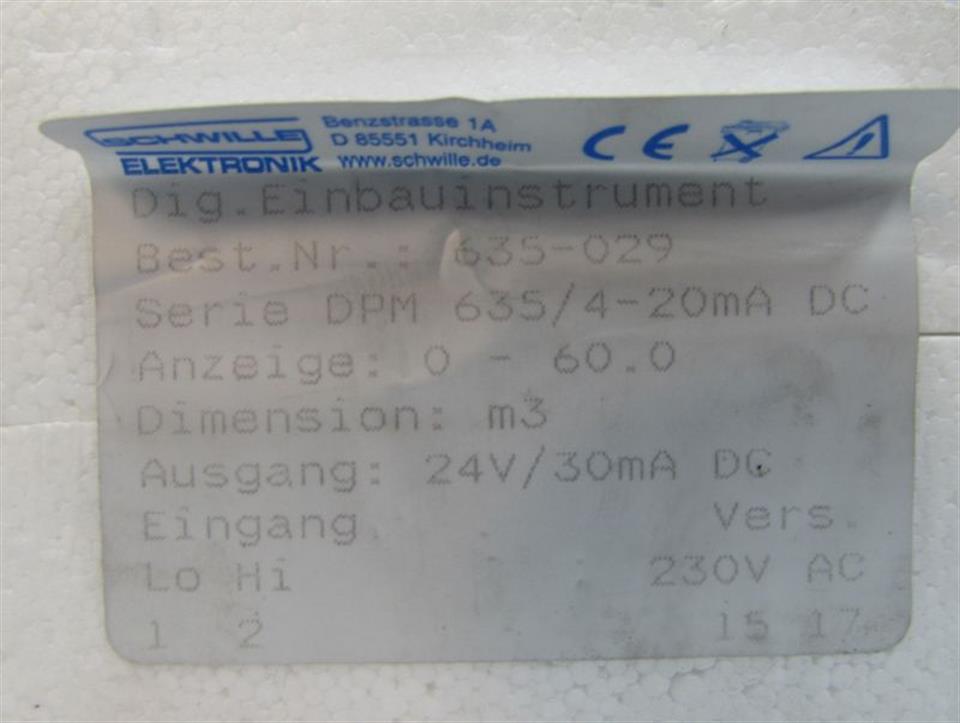 SCHWILLE
ELEKTRONIK
Benzstrasse 1A
D 85551 Kirchheim
www.schwille.de
CE
Dig.Einbauinstrument
Best.Nr.: 635-029
Serie DPM 635/4-20mA DC
Anzeige: 0 - 60.0
Dimension: m3
Ausgang: 24V/30mA DC
Eingang Vers.
Lo Hi 230V AC
1 2 15 17